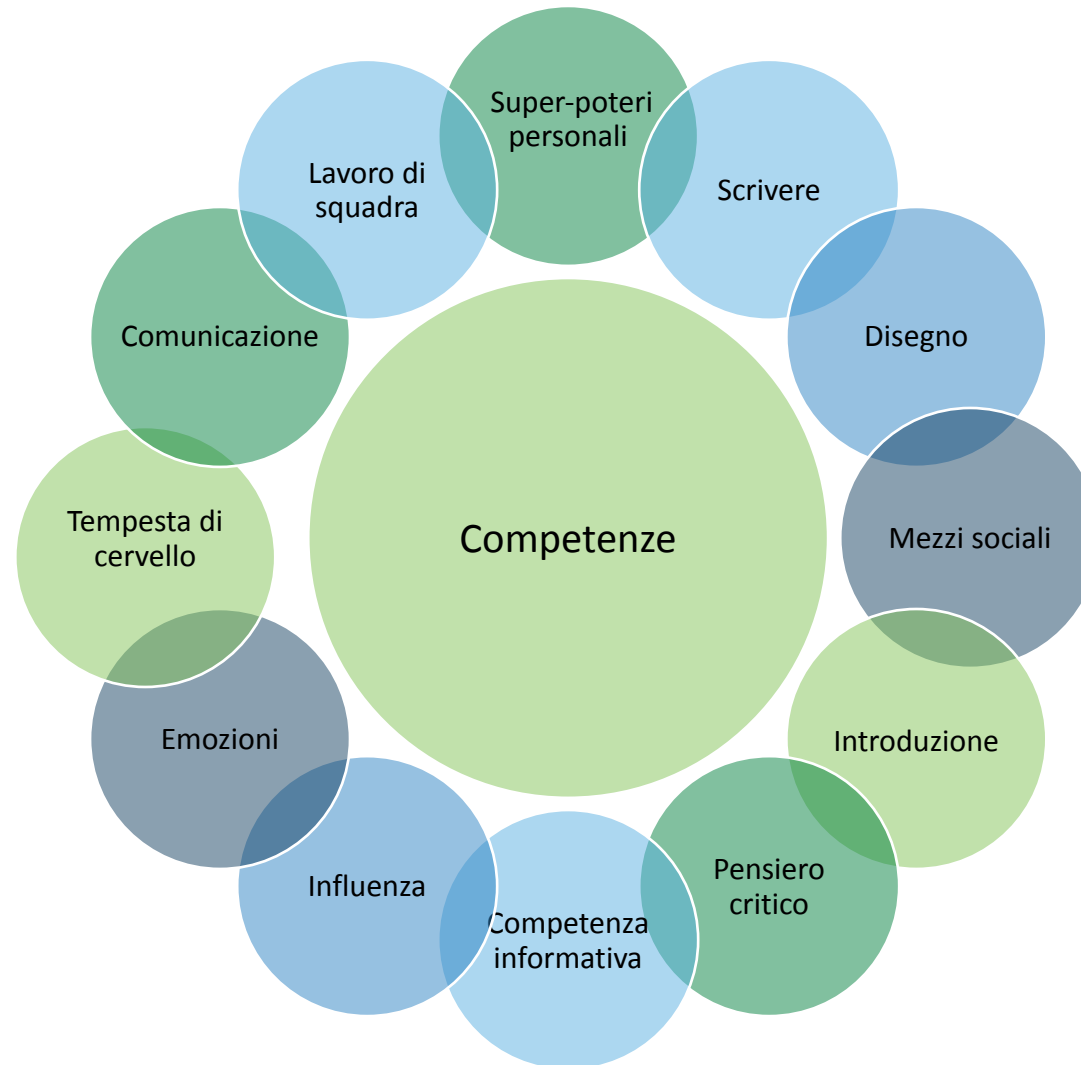 Super-poteri
personali
Scrivere
Disegno
Mezzi sociali
Introduzione
Pensiero
critico
Competenza
informativa
Influenza
Emozioni
Tempesta di
cervello
Comunicazione
Lavoro di
squadra
Competenze